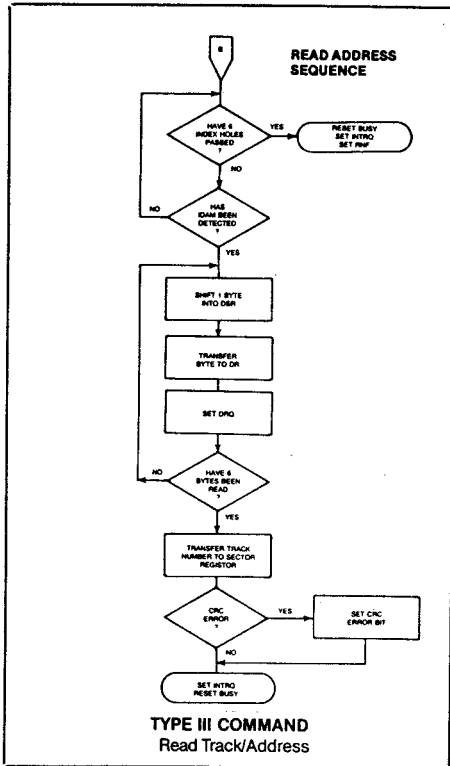 READ ADDRESS
SEQUENCE
HAVE 6
INDEX HOLES
PASSED
?
YES
RESET BUSY
SET INTRQ
SET RNF
NO
HAS
IDAM BEEN
DETECTED
?
NO
YES
SHIFT 1 BYTE
INTO DSR
TRANSFER
BYTE TO DR
SET DRQ
HAVE 6
BYTES BEEN
READ
?
NO
YES
TRANSFER TRACK
NUMBER TO SECTOR
REGISTOR
CRC
ERROR
?
YES
SET CRC
ERROR BIT
NO
SET INTRQ
RESET BUSY
TYPE III COMMAND
Read Track/Address